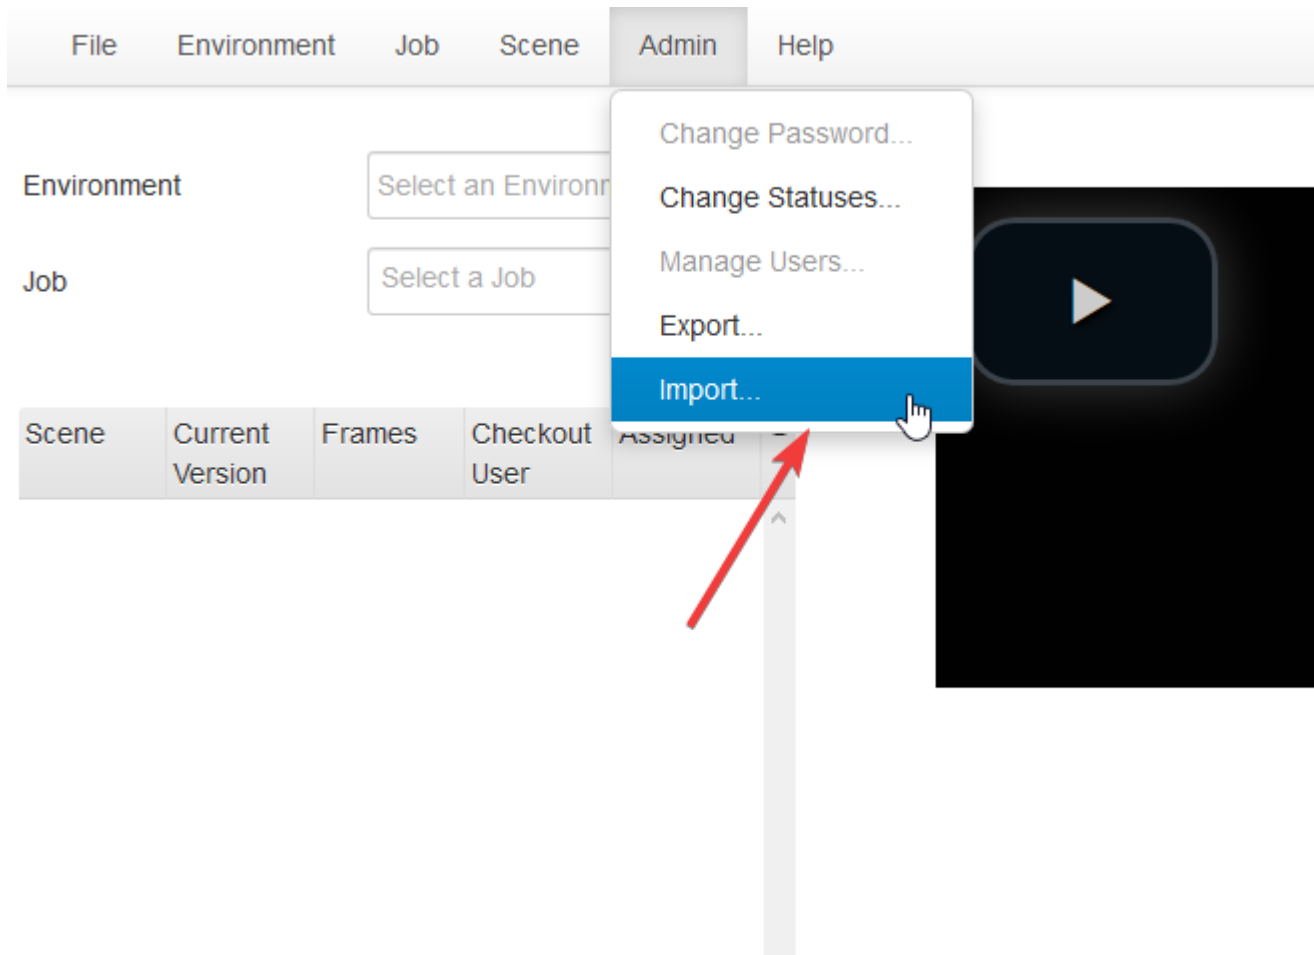 File Environment Job Scene Admin Help
Change Password...
Environment
Select an Environ
Change Statuses...
Job
Select a Job
Manage Users...
Export...
Import...
Scene
Current
Version
Frames
Checkout
User
Assigned